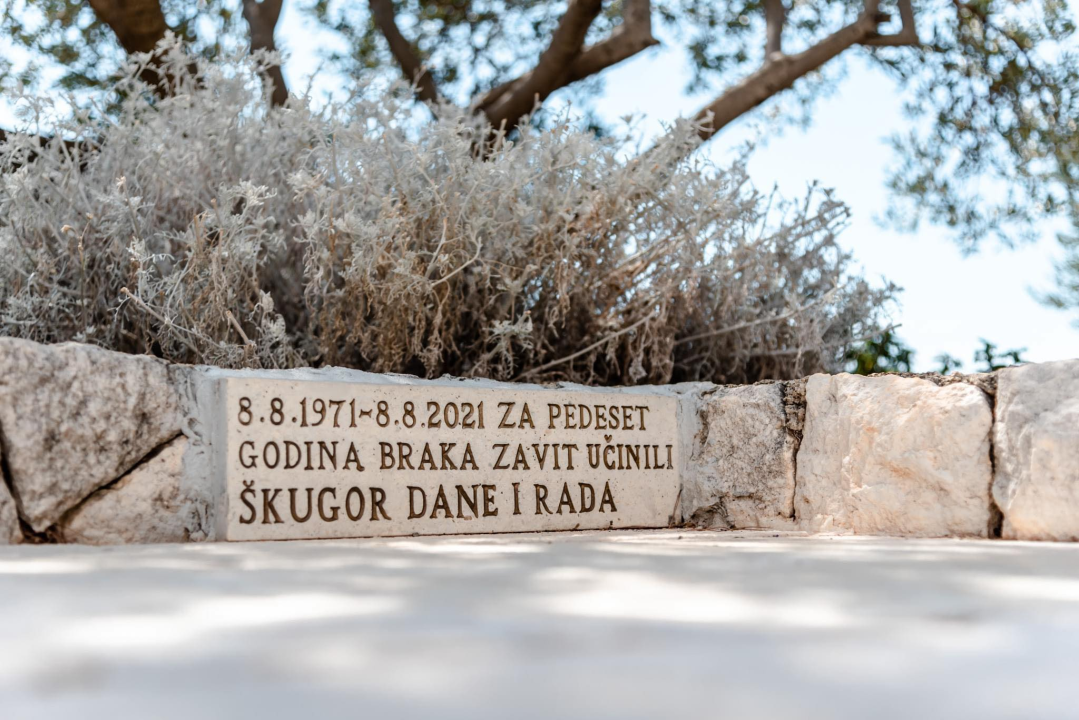 8.8.1971~8.8.2021 ZA PEDESET
GODINA BRAKA ZAVIT UČINILI
ŠKUGOR DANE I RADA